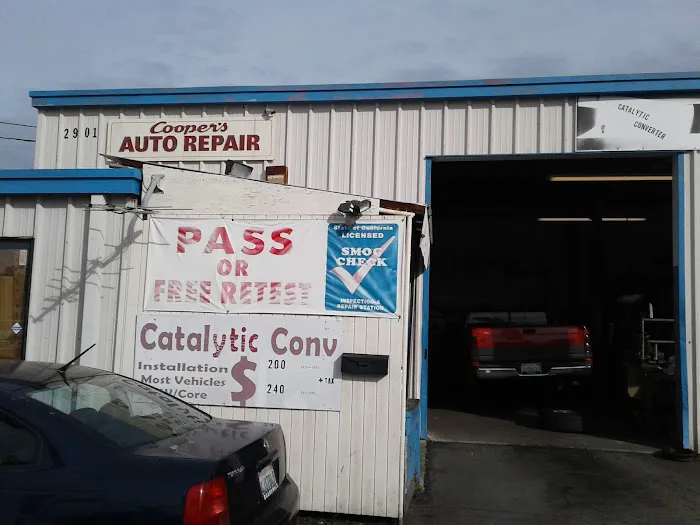 2901
Cooper's
AUTO REPAIR
CATALYTIC
CONVERTER
PASS
OR
FREE RETEST
State of California
LICENSED
SMOG
CHECK
INSPECTION &
REPAIR STATION
Catalytic Conv
Installation
Most Vehicles
W/Core
$
200
240
+ TAX